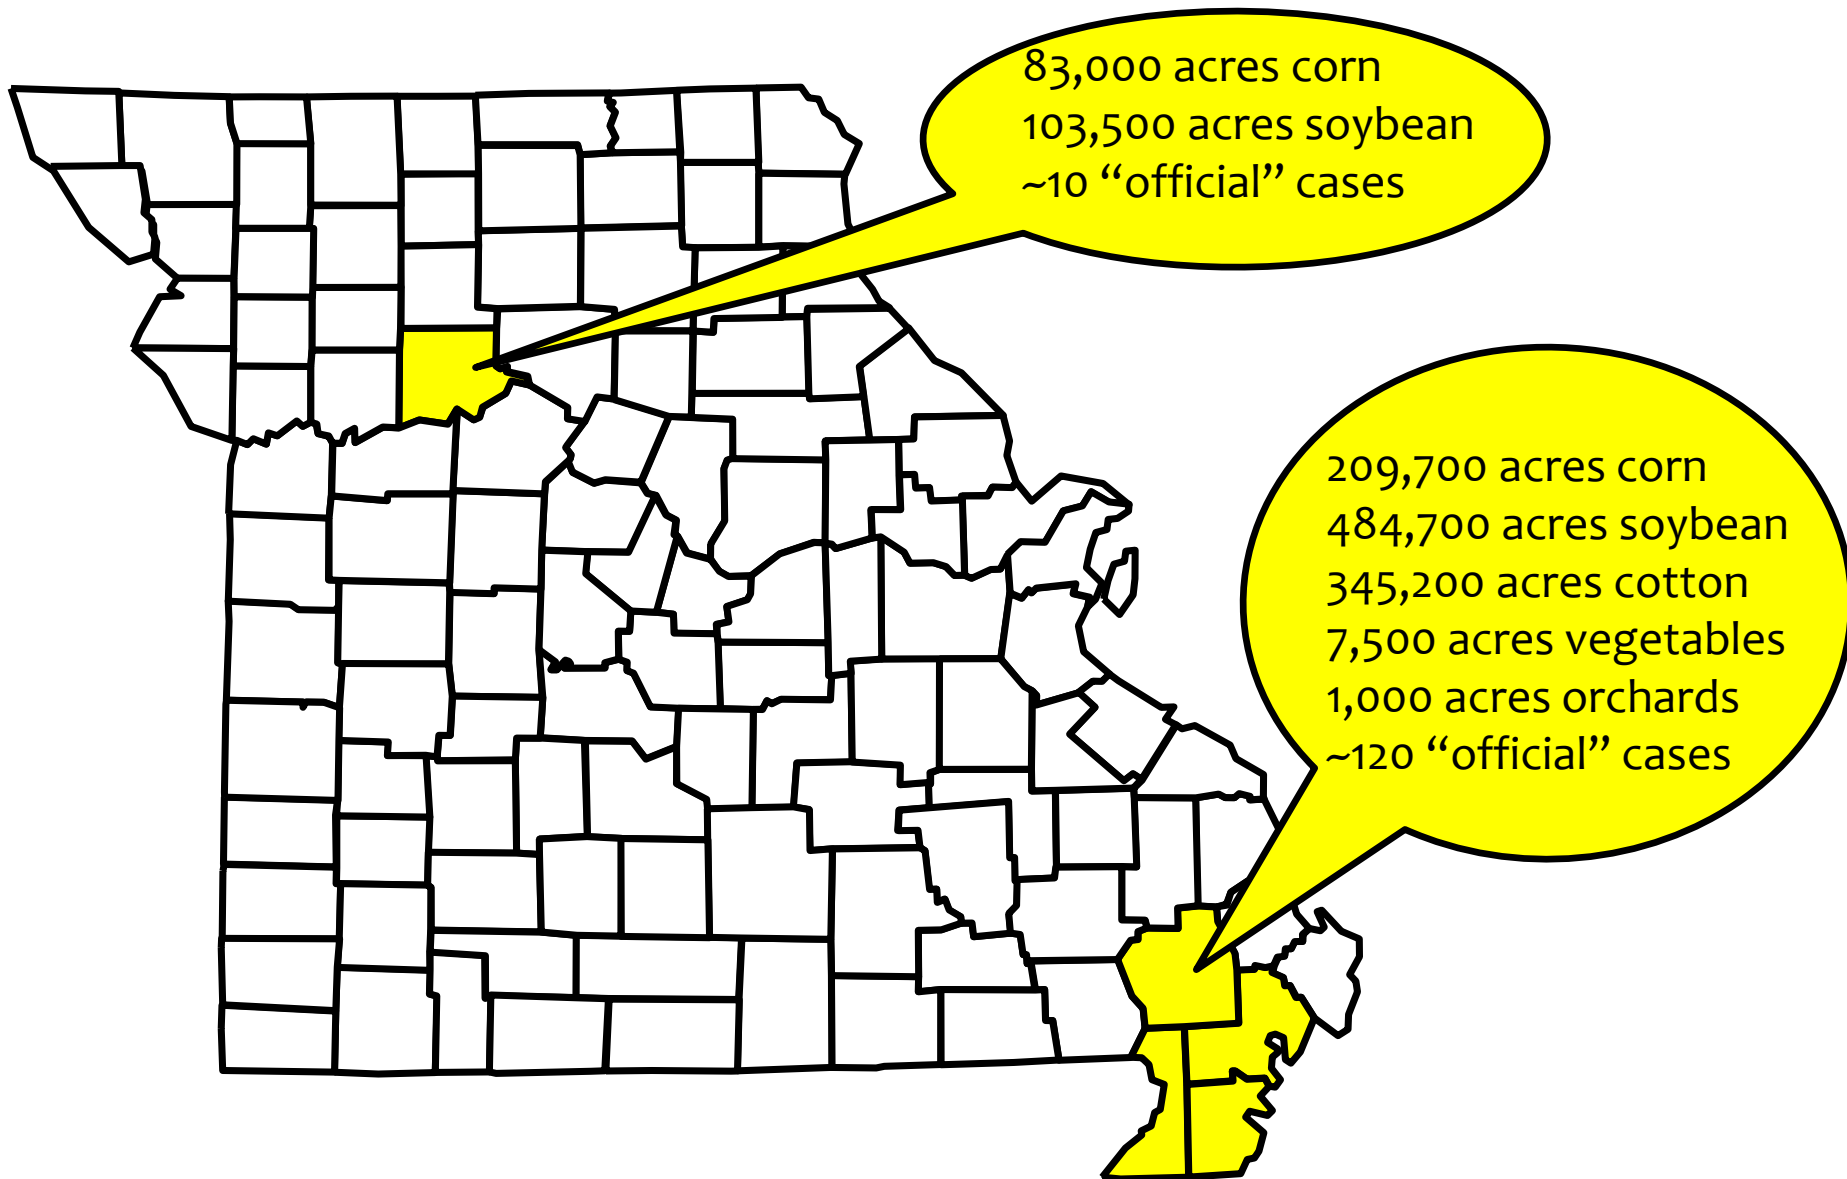 83,000 acres corn
103,500 acres soybean
~10 “official” cases
209,700 acres corn
484,700 acres soybean
345,200 acres cotton
7,500 acres vegetables
1,000 acres orchards
~120 “official” cases